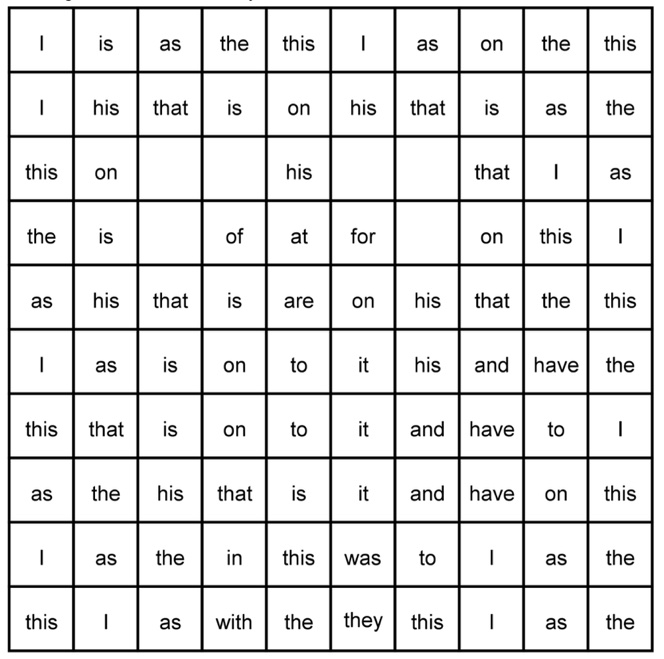 I is as the this I as on the this
I his that is on his that is as the
this on his that I as
the is of at for on this I
as his that is are on his that the this
I as is on to it his and have the
this that is on to it and have to I
as the his that is it and have on this
I as the in this was to I as the
this I as with the they this I as the